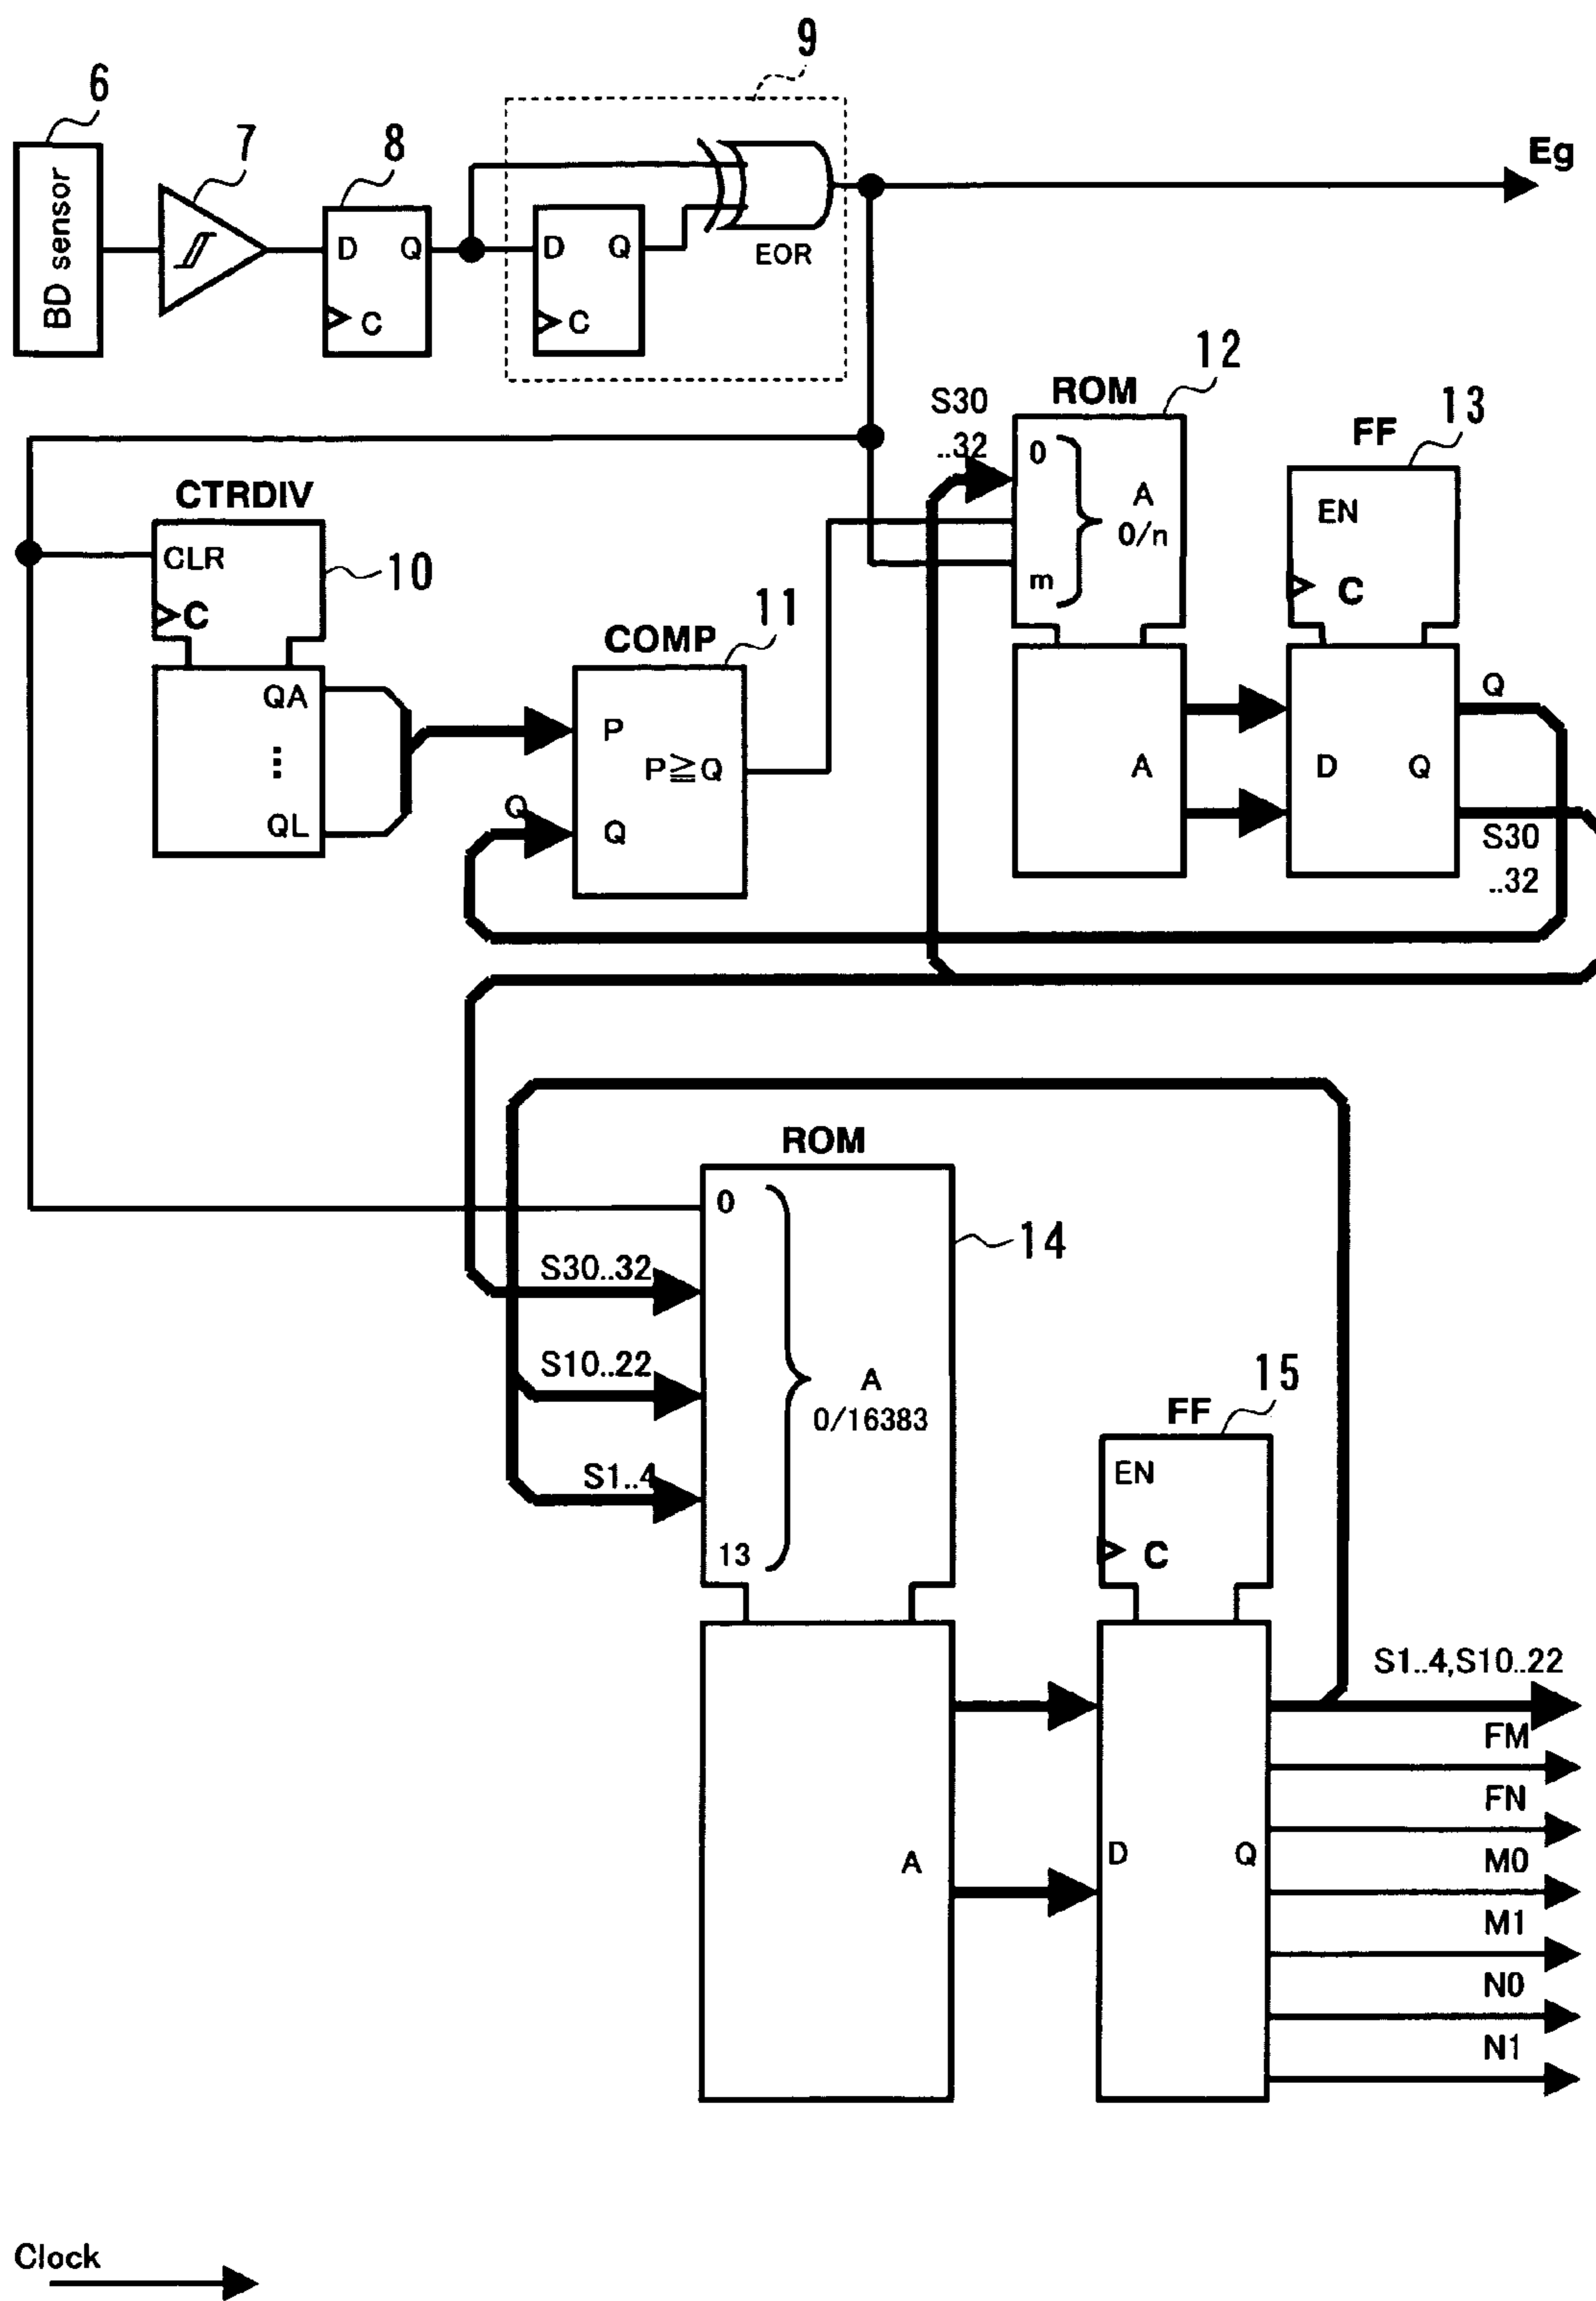 9
6
7
8
Eg
BD sensor
D Q
C
D Q
C
EOR
12
ROM
S30
..32
13
FF
0
A
0/n
m
EN
C
CTRDIV
CLR
C
10
11
COMP
QA
⋮
QL
P
P≧Q
Q
Q
A
D Q
Q
S30
..32
ROM
0
14
S30..32
S10..22
A
0/16383
S1..4
13
15
FF
EN
C
A
D Q
S1..4,S10..22
FM
FN
M0
M1
N0
N1
Clock